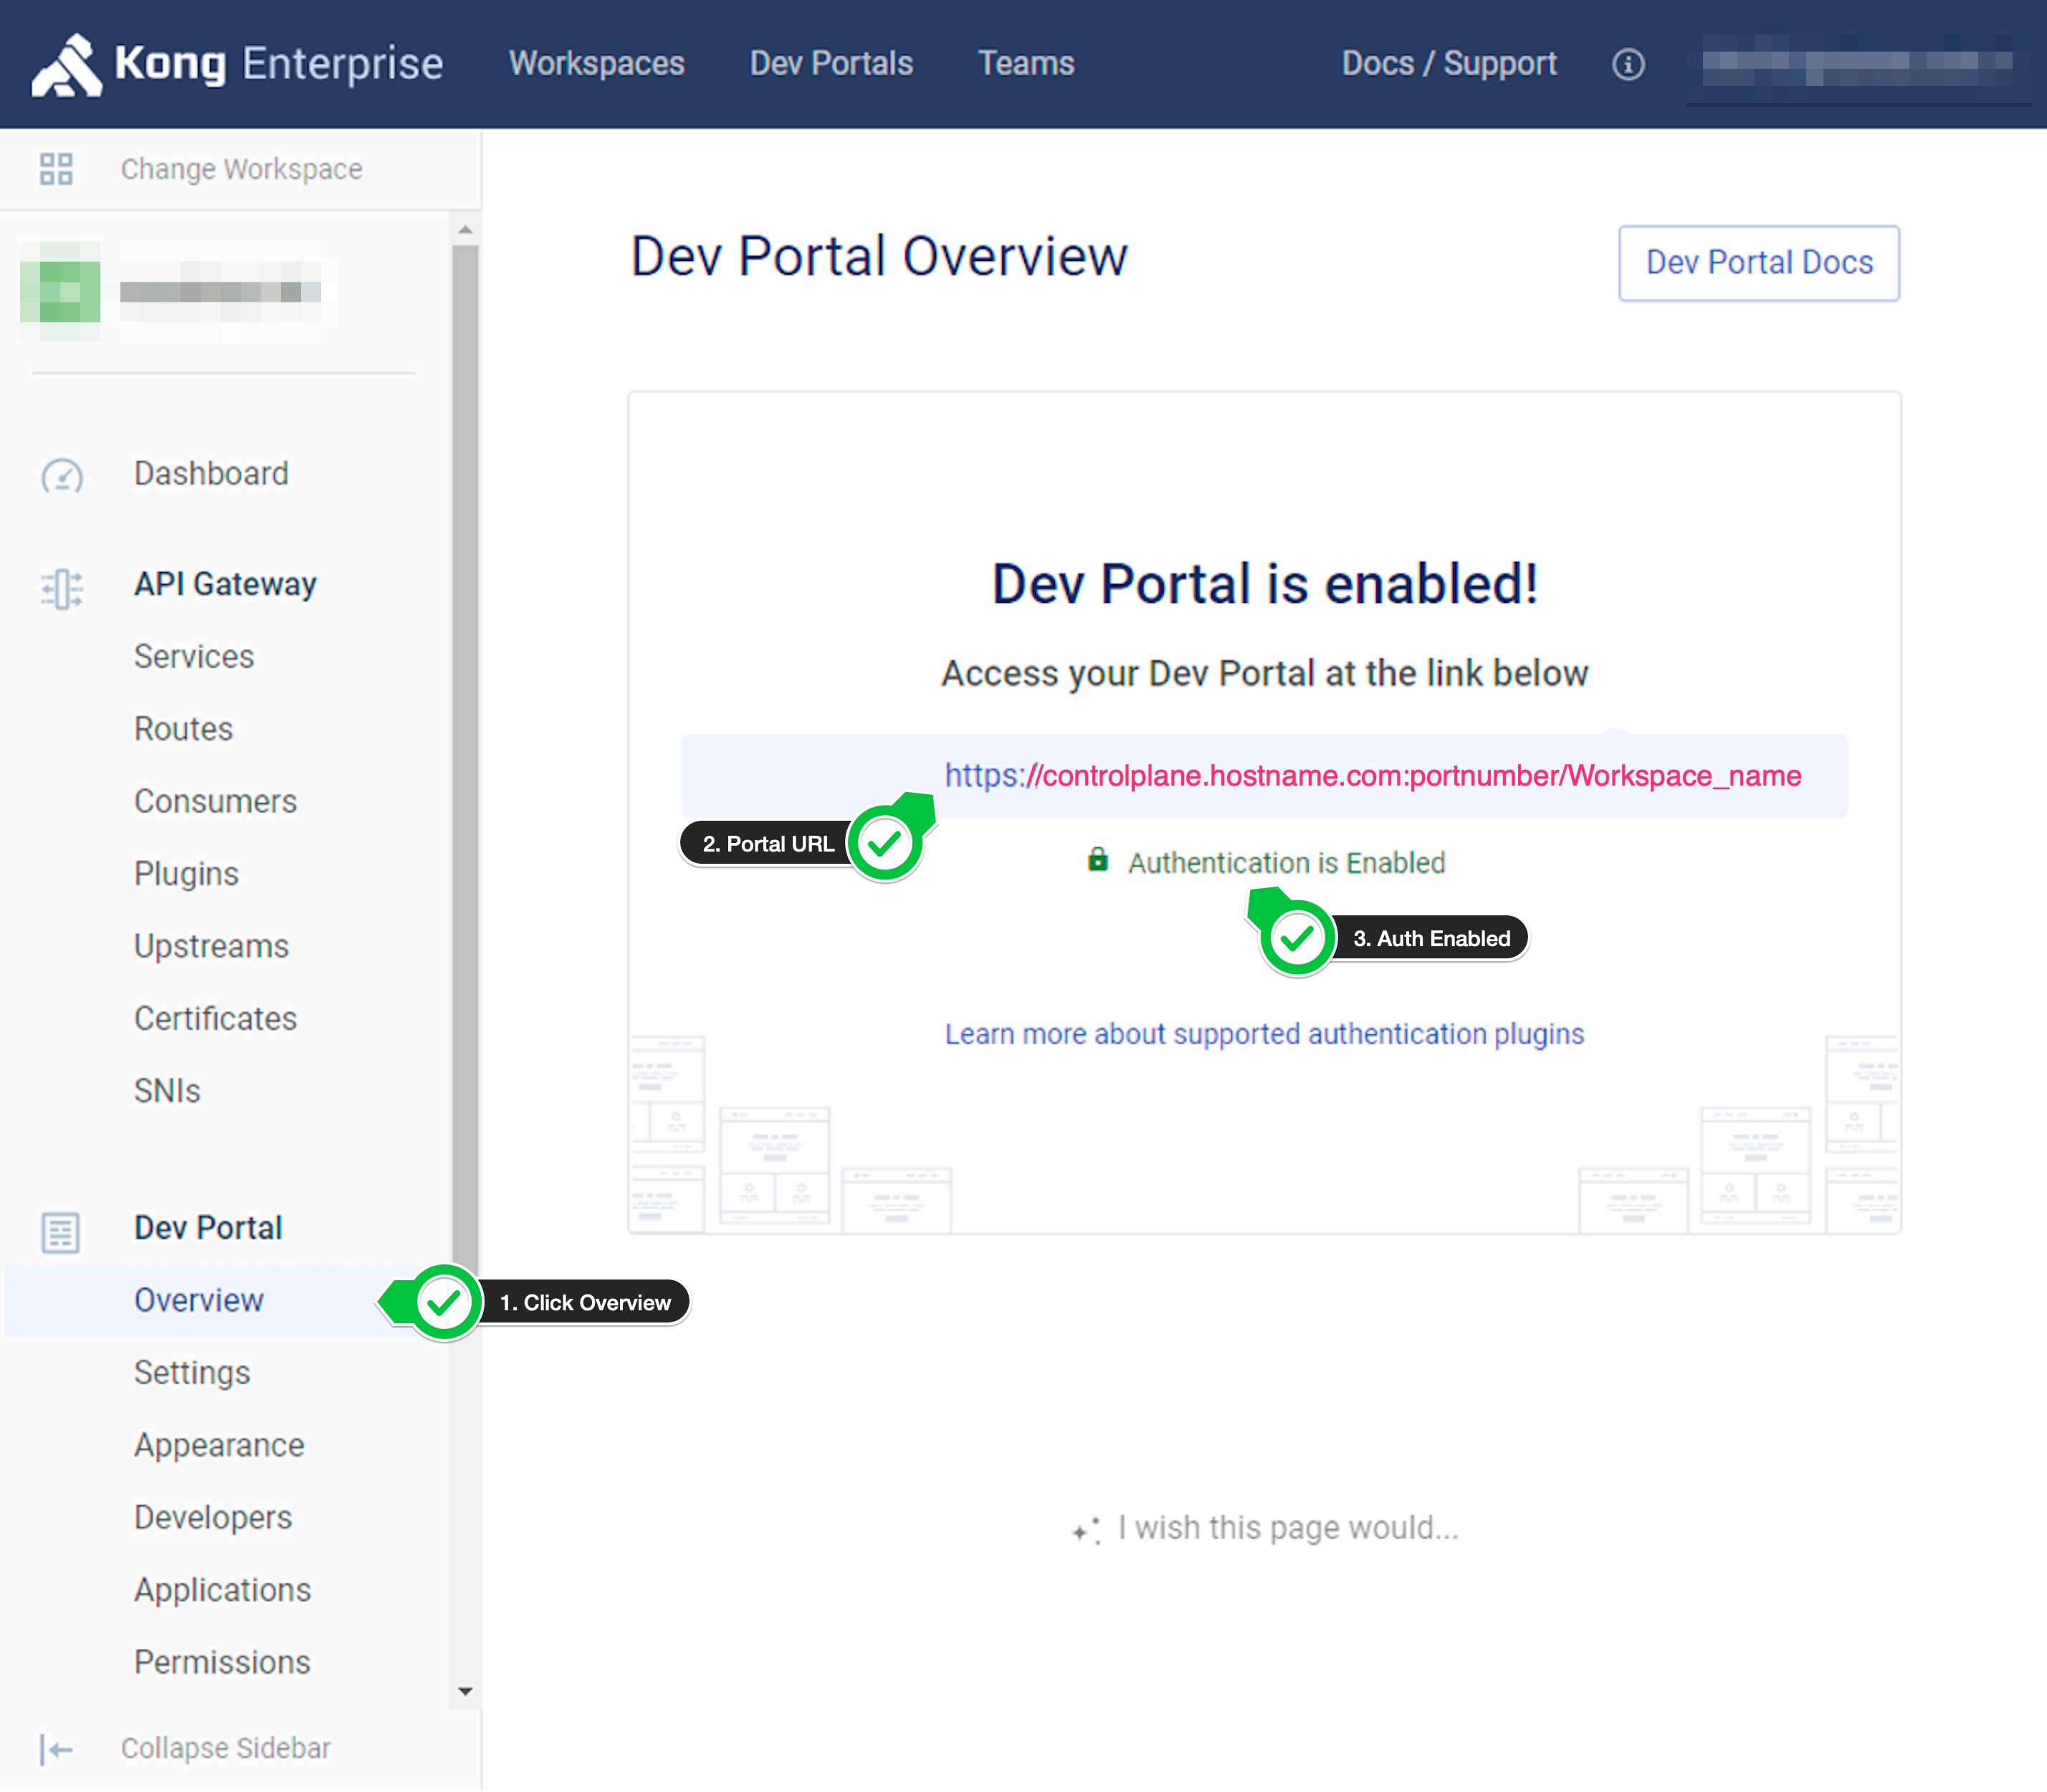 Kong Enterprise
Workspaces
Dev Portals
Teams
Docs / Support
Change Workspace
Dashboard
API Gateway
Services
Routes
Consumers
Plugins
Upstreams
Certificates
SNIs
Dev Portal
Overview
1. Click Overview
Settings
Appearance
Developers
Applications
Permissions
Collapse Sidebar
Dev Portal Overview
Dev Portal Docs
Dev Portal is enabled!
Access your Dev Portal at the link below
https://controlplane.hostname.com:portnumber/Workspace_name
2. Portal URL
Authentication is Enabled
3. Auth Enabled
Learn more about supported authentication plugins
I wish this page would...